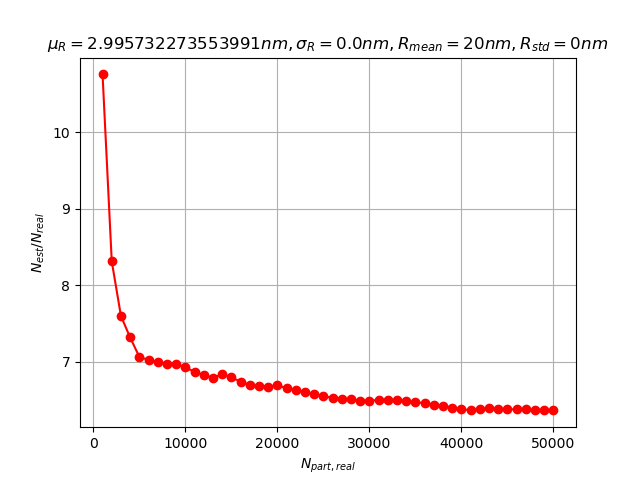 μ_R = 2.995732273553991nm, σ_R = 0.0nm, R_mean = 20nm, R_std = 0nm
10
9
8
7
N_est/N_real
0 10000 20000 30000 40000 50000
N_part, real